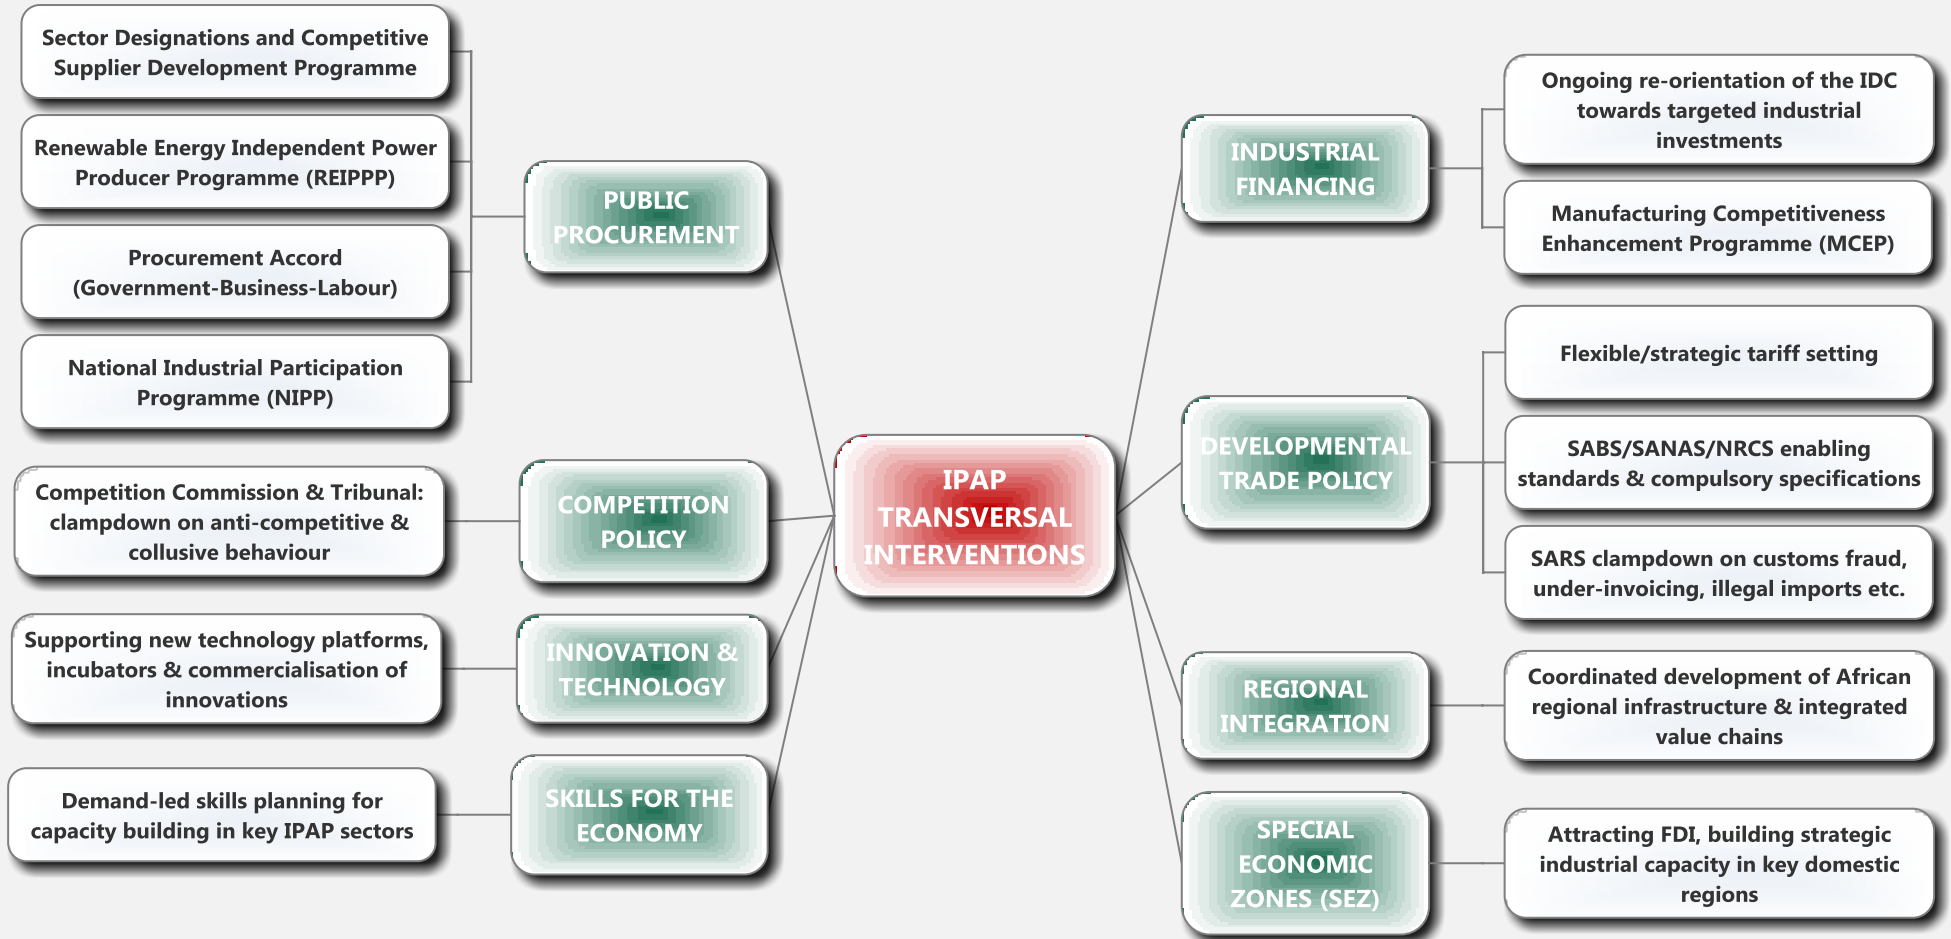 Sector Designations and Competitive
Supplier Development Programme
Renewable Energy Independent Power
Producer Programme (REIPPP)
Procurement Accord
(Government-Business-Labour)
National Industrial Participation
Programme (NIPP)
PUBLIC
PROCUREMENT
Competition Commission & Tribunal:
clampdown on anti-competitive &
collusive behaviour
COMPETITION
POLICY
Supporting new technology platforms,
incubators & commercialisation of
innovations
INNOVATION &
TECHNOLOGY
Demand-led skills planning for
capacity building in key IPAP sectors
SKILLS FOR THE
ECONOMY
IPAP
TRANSVERSAL
INTERVENTIONS
INDUSTRIAL
FINANCING
Ongoing re-orientation of the IDC
towards targeted industrial
investments
Manufacturing Competitiveness
Enhancement Programme (MCEP)
DEVELOPMENTAL
TRADE POLICY
Flexible/strategic tariff setting
SABS/SANAS/NRCS enabling
standards & compulsory specifications
SARS clampdown on customs fraud,
under-invoicing, illegal imports etc.
REGIONAL
INTEGRATION
Coordinated development of African
regional infrastructure & integrated
value chains
SPECIAL
ECONOMIC
ZONES (SEZ)
Attracting FDI, building strategic
industrial capacity in key domestic
regions